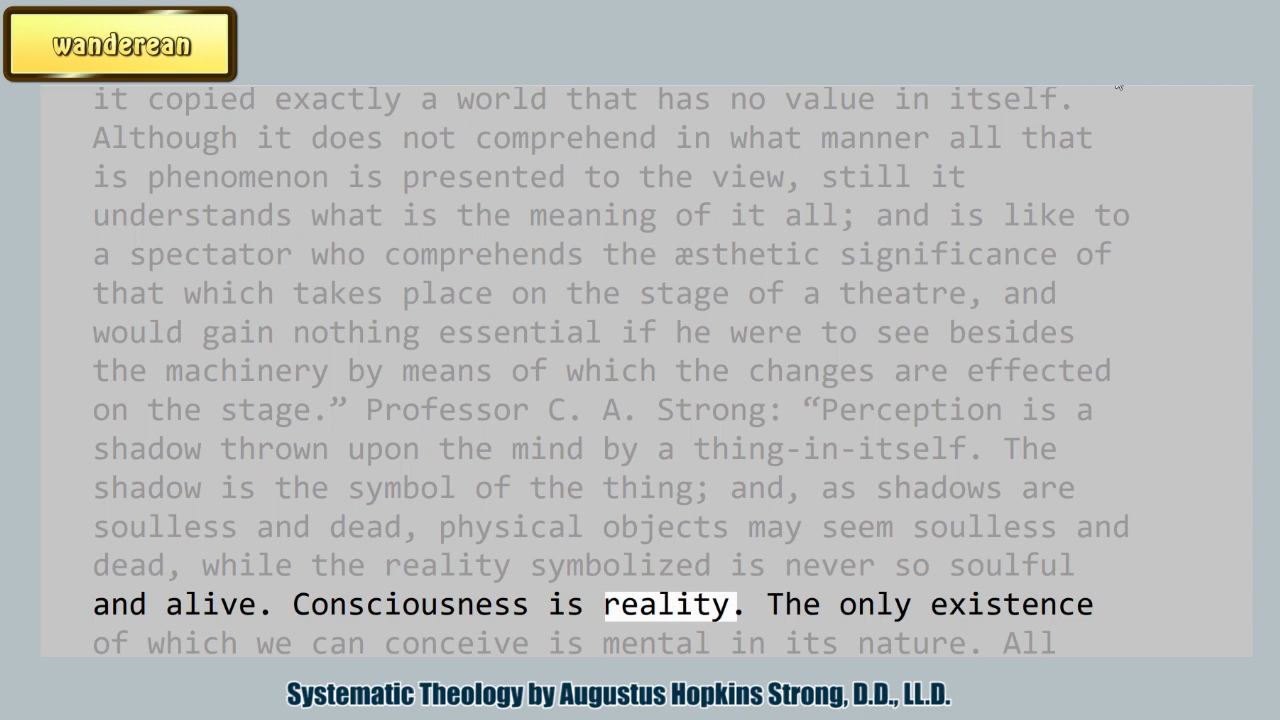 wanderean
it copied exactly a world that has no value in itself.
Although it does not comprehend in what manner all that
is phenomenon is presented to the view, still it
understands what is the meaning of it all; and is like to
a spectator who comprehends the æsthetic significance of
that which takes place on the stage of a theatre, and
would gain nothing essential if he were to see besides
the machinery by means of which the changes are effected
on the stage.” Professor C. A. Strong: “Perception is a
shadow thrown upon the mind by a thing-in-itself. The
shadow is the symbol of the thing; and, as shadows are
soulless and dead, physical objects may seem soulless and
dead, while the reality symbolized is never so soulful
and alive. Consciousness is reality. The only existence
of which we can conceive is mental in its nature. All
Systematic Theology by Augustus Hopkins Strong, D.D., LL.D.